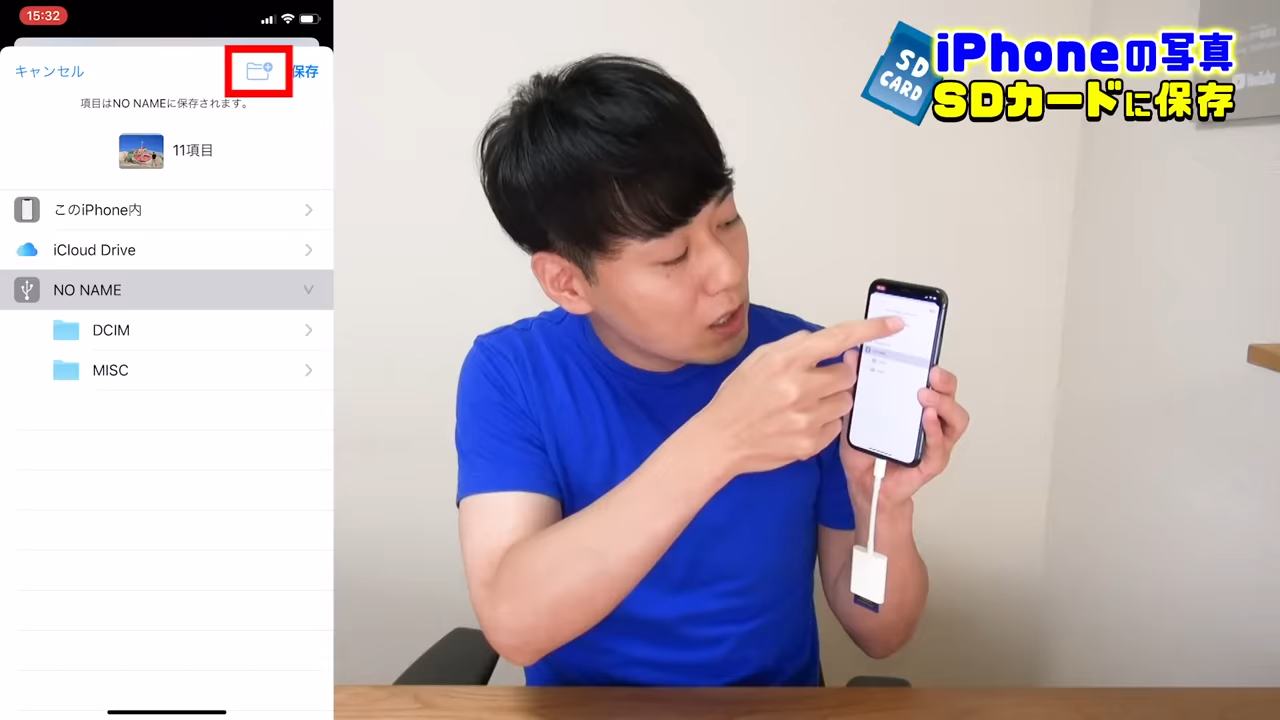 15:32
キャンセル
保存
項目はNO NAMEに保存されます。
11項目
このiPhone内
iCloud Drive
NO NAME
DCIM
MISC
SD
CARD
iPhoneの写真
SDカードに保存
YouTube